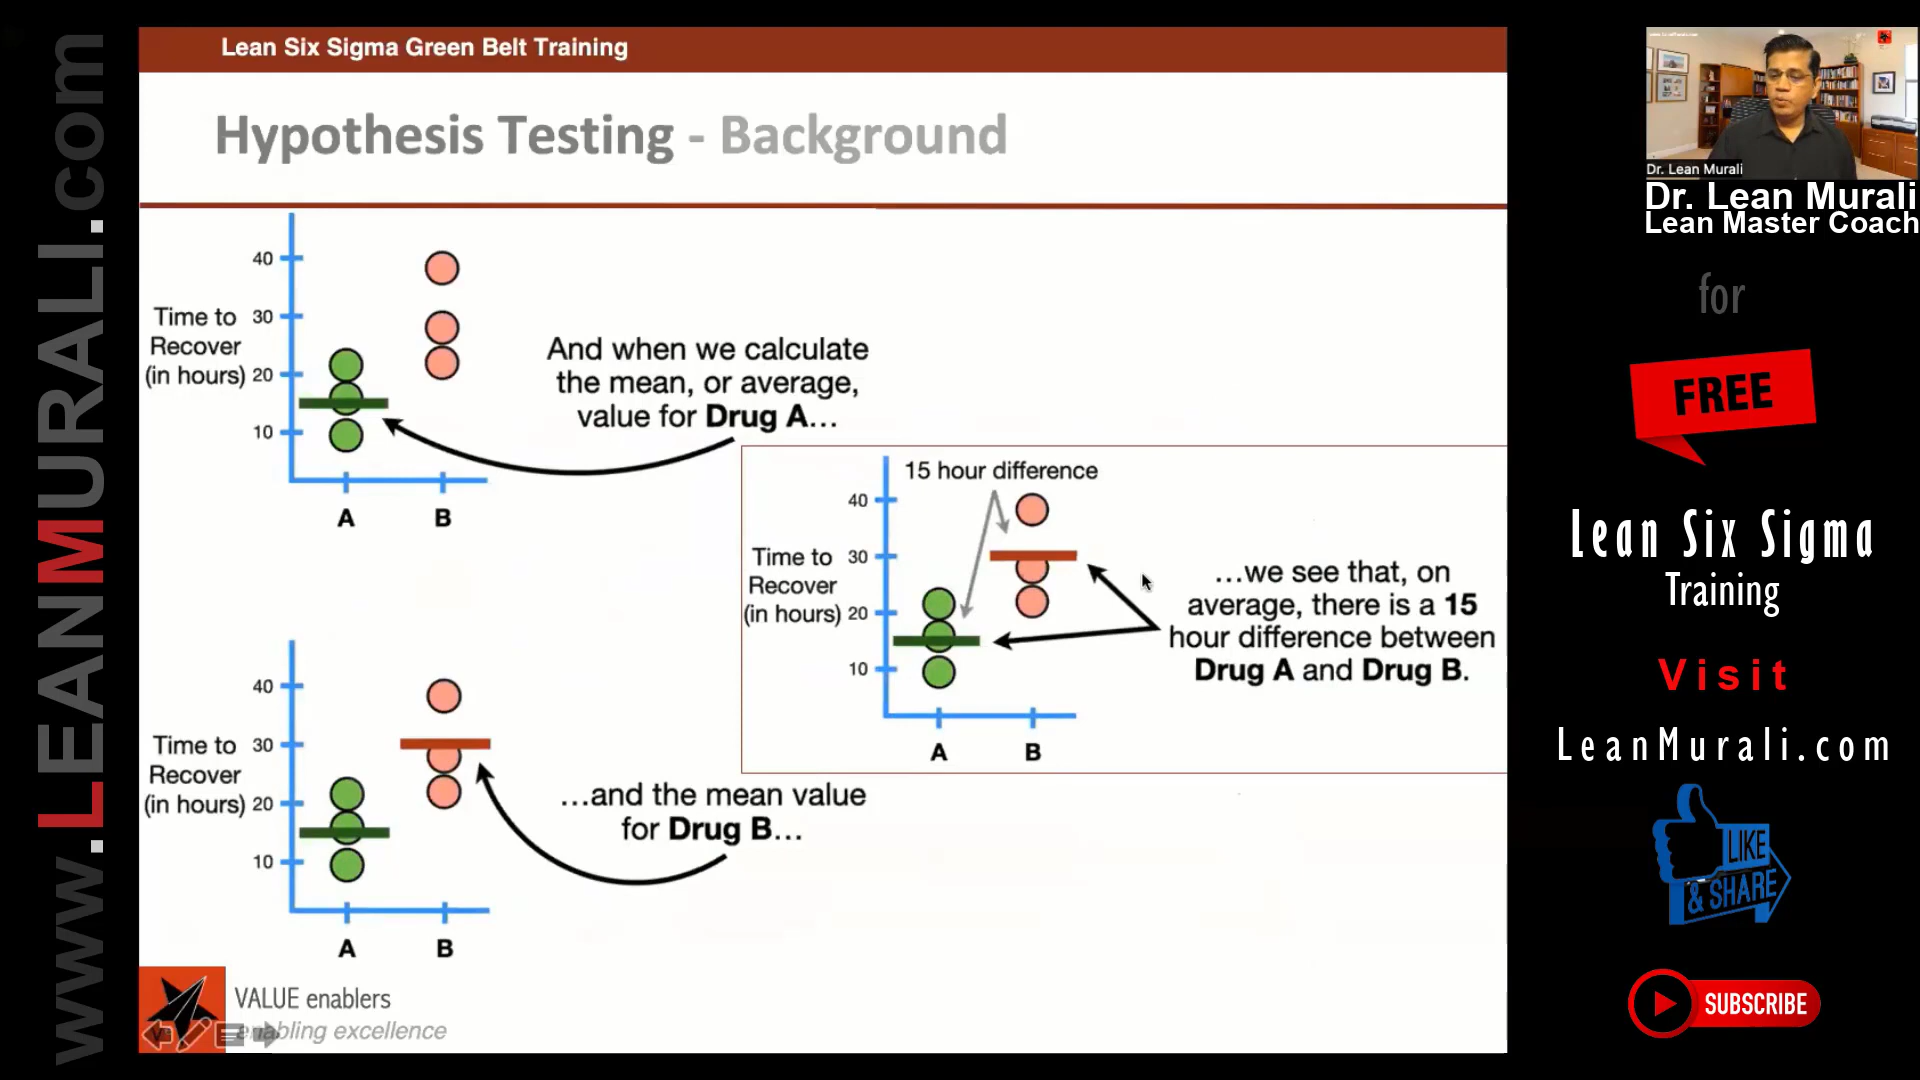 www.LEANMURALI.com
Lean Six Sigma Green Belt Training
Hypothesis Testing - Background
40
30
20
10
Time to
Recover
(in hours)
A
B
And when we calculate
the mean, or average,
value for Drug A...
15 hour difference
40
30
20
10
Time to
Recover
(in hours)
A
B
...we see that, on
average, there is a 15
hour difference between
Drug A and Drug B.
40
30
20
10
Time to
Recover
(in hours)
A
B
...and the mean value
for Drug B...
VALUE enablers
enabling excellence
Dr. Lean Murali
Dr. Lean Murali
Lean Master Coach
for
FREE
Lean Six Sigma
Training
Visit
LeanMurali.com
LIKE
& SHARE
SUBSCRIBE